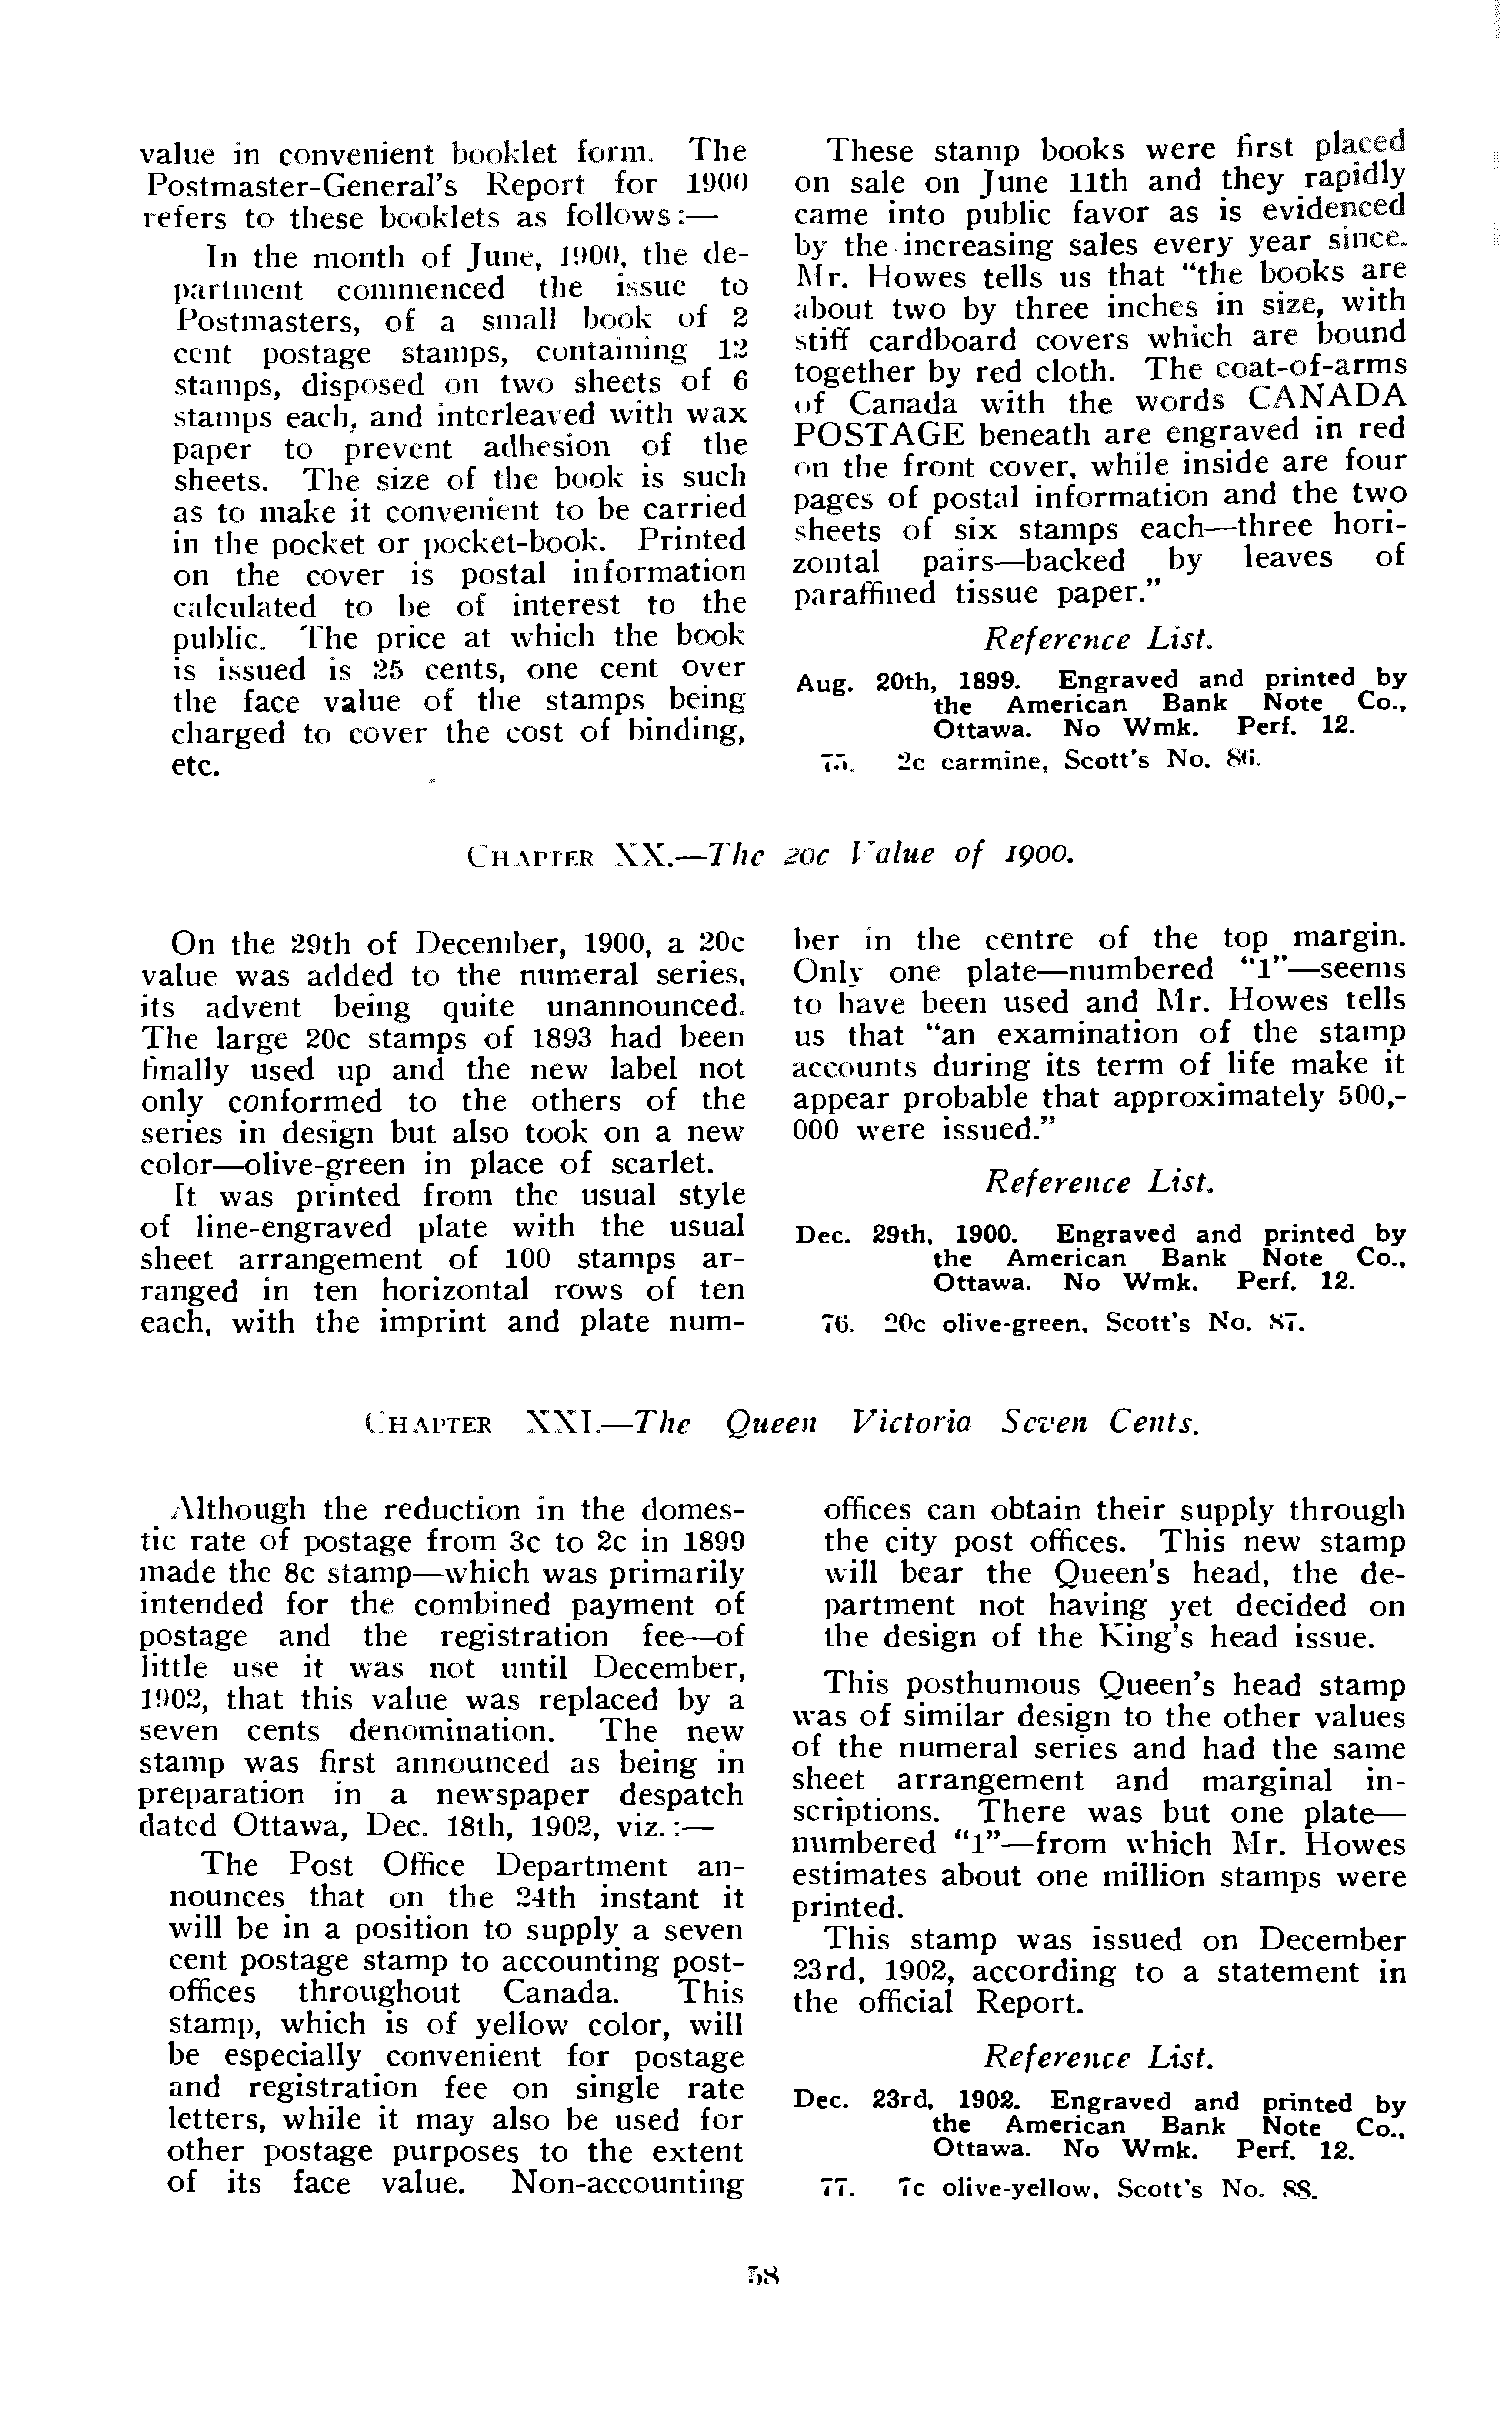 value in convenient booklet form. The
Postmaster-General's Report for 1900
refers to these booklets as follows:—
In the month of June, 1900, the de-
partment commenced the issue to
Postmasters, of a small book of 2
cent postage stamps, containing 12
stamps, disposed on two sheets of 6
stamps each, and interleaved with wax
paper to prevent adhesion of the
sheets. The size of the book is such
as to make it convenient to be carried
in the pocket or pocket-book. Printed
on the cover is postal information
calculated to be of interest to the
public. The price at which the book
is issued is 25 cents, one cent over
the face value of the stamps being
charged to cover the cost of binding,
etc.
These stamp books were first placed
on sale on June 11th and they rapidly
came into public favor as is evidenced
by the increasing sales every year since.
Mr. Howes tells us that "the books are
about two by three inches in size, with
stiff cardboard covers which are bound
together by red cloth. The coat-of-arms
of Canada with the words CANADA
POSTAGE beneath are engraved in red
on the front cover, while inside are four
pages of postal information and the two
sheets of six stamps each—three hori-
zontal pairs—backed by leaves of
paraffined tissue paper."
Reference List.
Aug. 20th, 1899. Engraved and printed by
the American Bank Note Co.,
Ottawa. No Wmk. Perf. 12.
75. 2c carmine, Scott's No. 86.
CHAPTER XX.—The 20c Value of 1900.
On the 29th of December, 1900, a 20c
value was added to the numeral series,
its advent being quite unannounced.
The large 20c stamps of 1893 had been
finally used up and the new label not
only conformed to the others of the
series in design but also took on a new
color—olive-green in place of scarlet.
It was printed from the usual style
of line-engraved plate with the usual
sheet arrangement of 100 stamps ar-
ranged in ten horizontal rows of ten
each, with the imprint and plate num-
ber in the centre of the top margin.
Only one plate—numbered "1"—seems
to have been used and Mr. Howes tells
us that "an examination of the stamp
accounts during its term of life make it
appear probable that approximately 500,-
000 were issued."
Reference List.
Dec. 29th, 1900. Engraved and printed by
the American Bank Note Co.,
Ottawa. No Wmk. Perf. 12.
76. 20c olive-green, Scott's No. 87.
CHAPTER XXI.—The Queen Victoria Seven Cents.
Although the reduction in the domes-
tic rate of postage from 3c to 2c in 1899
made the 8c stamp—which was primarily
intended for the combined payment of
postage and the registration fee—of
little use it was not until December,
1902, that this value was replaced by a
seven cents denomination. The new
stamp was first announced as being in
preparation in a newspaper despatch
dated Ottawa, Dec. 18th, 1902, viz.:—
The Post Office Department an-
nounces that on the 24th instant it
will be in a position to supply a seven
cent postage stamp to accounting post-
offices throughout Canada. This
stamp, which is of yellow color, will
be especially convenient for postage
and registration fee on single rate
letters, while it may also be used for
other postage purposes to the extent
of its face value. Non-accounting
offices can obtain their supply through
the city post offices. This new stamp
will bear the Queen's head, the de-
partment not having yet decided on
the design of the King's head issue.
This posthumous Queen's head stamp
was of similar design to the other values
of the numeral series and had the same
sheet arrangement and marginal in-
scriptions. There was but one plate—
numbered "1"—from which Mr. Howes
estimates about one million stamps were
printed.
This stamp was issued on December
23rd, 1902, according to a statement in
the official Report.
Reference List.
Dec. 23rd, 1902. Engraved and printed by
the American Bank Note Co.,
Ottawa. No Wmk. Perf. 12.
77. 7c olive-yellow, Scott's No. 88.
58